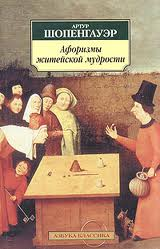 АРТУР
ШОПЕНГАУЭР
Афоризмы
житейской мудрости
АЗБУКА-КЛАССИКА